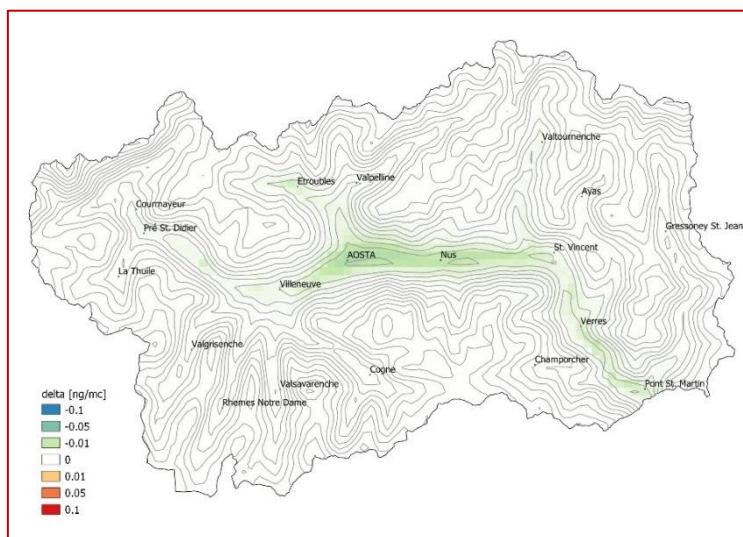 Valtournenche
Etroubles
Valpelline
Ayas
Courmayeur
Pré St. Didier
Gressoney St. Jean
AOSTA
Nus
St. Vincent
La Thuile
Villeneuve
Verres
Valgrisenche
Champorcher
Cogne
Valsavarenche
Pont St. Martin
Rhemes Notre Dame
delta [ng/mc]
-0.1
-0.05
-0.01
0
0.01
0.05
0.1